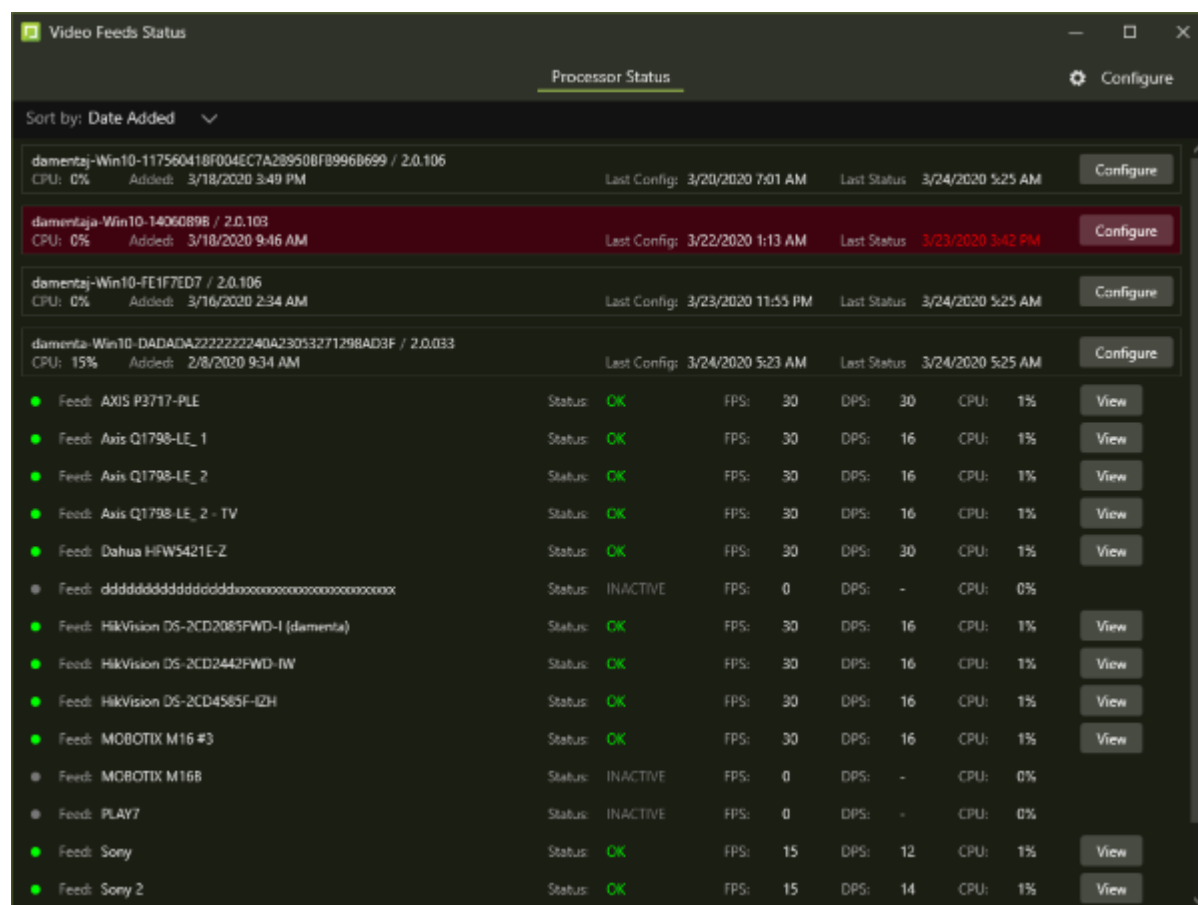 Video Feeds Status
Processor Status Configure
Sort by: Date Added
damentaj-Win10-117560418F004EC7A2B950BFB996B699 / 2.0.106
CPU: 0% Added: 3/18/2020 3:49 PM Last Config: 3/20/2020 7:01 AM Last Status 3/24/2020 5:25 AM Configure
damentaja-Win10-1406089B / 2.0.103
CPU: 0% Added: 3/18/2020 9:46 AM Last Config: 3/22/2020 1:13 AM Last Status 3/23/2020 3:42 PM Configure
damentaj-Win10-FE1F7ED7 / 2.0.106
CPU: 0% Added: 3/16/2020 2:34 AM Last Config: 3/23/2020 11:55 PM Last Status 3/24/2020 5:25 AM Configure
damenta-Win10-DADADA2222222240A23053271298AD3F / 2.0.033
CPU: 15% Added: 2/8/2020 9:34 AM Last Config: 3/24/2020 5:23 AM Last Status 3/24/2020 5:25 AM Configure
Feed: AXIS P3717-PLE Status: OK FPS: 30 DPS: 30 CPU: 1% View
Feed: Axis Q1798-LE_ 1 Status: OK FPS: 30 DPS: 16 CPU: 1% View
Feed: Axis Q1798-LE_ 2 Status: OK FPS: 30 DPS: 16 CPU: 1% View
Feed: Axis Q1798-LE_ 2 - TV Status: OK FPS: 30 DPS: 16 CPU: 1% View
Feed: Dahua HFW5421E-Z Status: OK FPS: 30 DPS: 30 CPU: 1% View
Feed: Status: INACTIVE FPS: 0 DPS: - CPU: 0%
Feed: HikVision DS-2CD2085FWD-I (damenta) Status: OK FPS: 30 DPS: 16 CPU: 1% View
Feed: HikVision DS-2CD2442FWD-IW Status: OK FPS: 30 DPS: 16 CPU: 1% View
Feed: HikVision DS-2CD4585F-IZH Status: OK FPS: 30 DPS: 16 CPU: 1% View
Feed: MOBOTIX M16 #3 Status: OK FPS: 30 DPS: 16 CPU: 1% View
Feed: MOBOTIX M16B Status: INACTIVE FPS: 0 DPS: - CPU: 0%
Feed: PLAY7 Status: INACTIVE FPS: 0 DPS: - CPU: 0%
Feed: Sony Status: OK FPS: 15 DPS: 12 CPU: 1% View
Feed: Sony 2 Status: OK FPS: 15 DPS: 14 CPU: 1% View